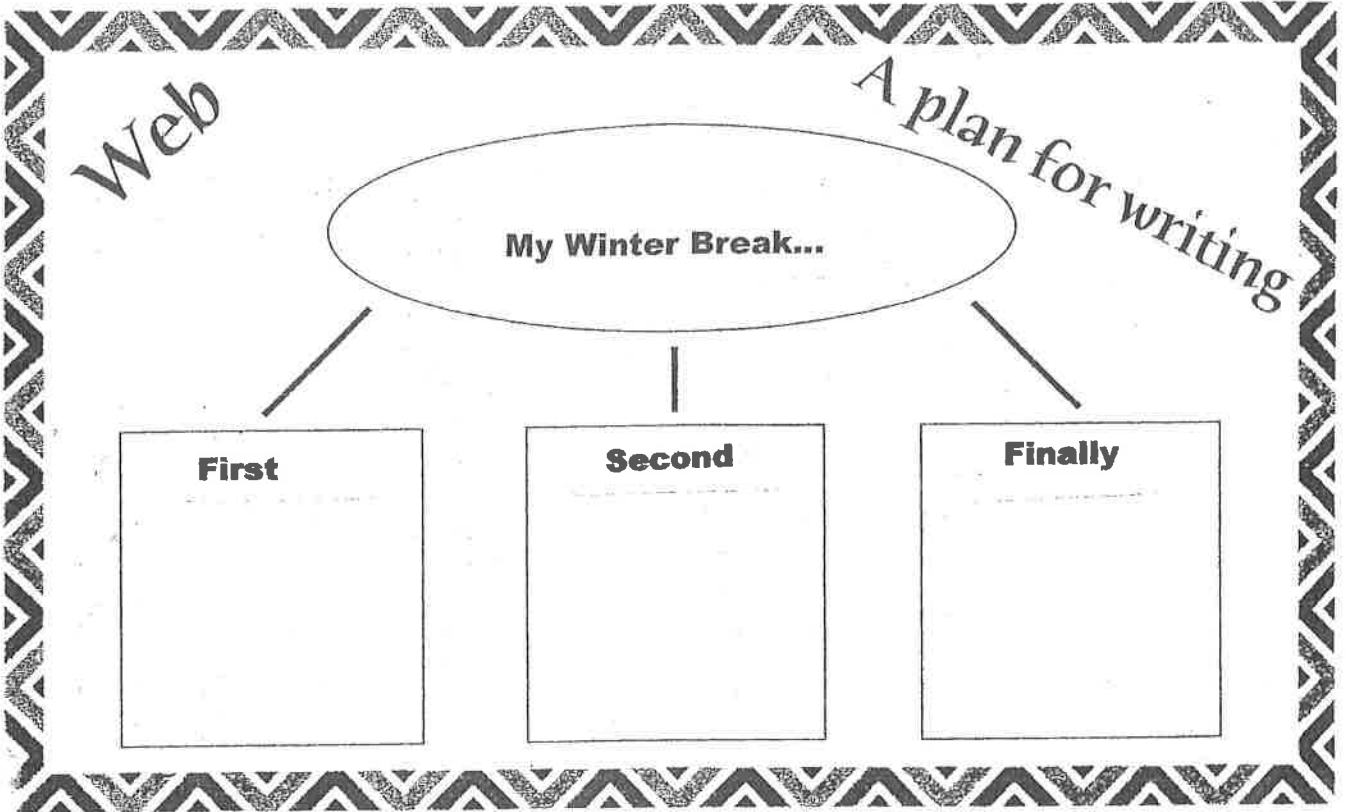 Web
A plan for writing
My Winter Break...
First
Second
Finally